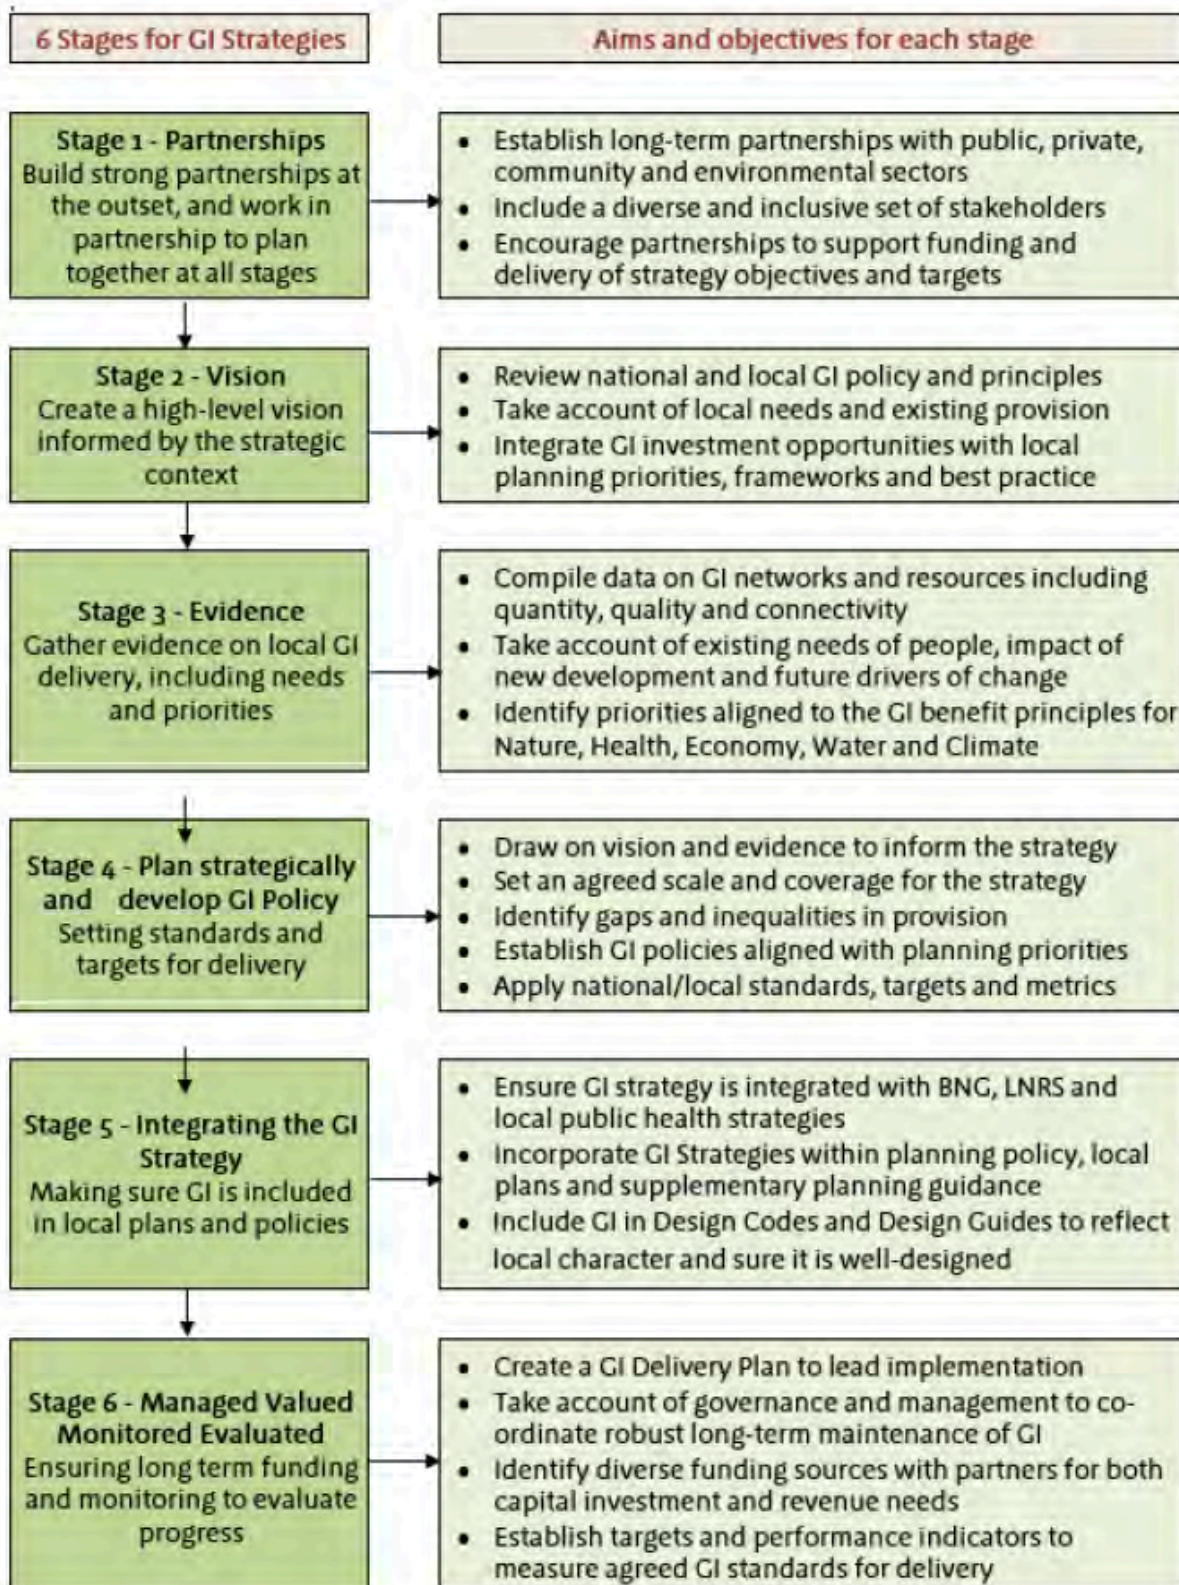 6 Stages for GI Strategies
Aims and objectives for each stage
Stage 1 - Partnerships
Build strong partnerships at
the outset, and work in
partnership to plan
together at all stages
• Establish long-term partnerships with public, private,
community and environmental sectors
• Include a diverse and inclusive set of stakeholders
• Encourage partnerships to support funding and
delivery of strategy objectives and targets
Stage 2 - Vision
Create a high-level vision
informed by the strategic
context
• Review national and local GI policy and principles
• Take account of local needs and existing provision
• Integrate GI investment opportunities with local
planning priorities, frameworks and best practice
Stage 3 - Evidence
Gather evidence on local GI
delivery, including needs
and priorities
• Compile data on GI networks and resources including
quantity, quality and connectivity
• Take account of existing needs of people, impact of
new development and future drivers of change
• Identify priorities aligned to the GI benefit principles for
Nature, Health, Economy, Water and Climate
Stage 4 - Plan strategically
and develop GI Policy
Setting standards and
targets for delivery
• Draw on vision and evidence to inform the strategy
• Set an agreed scale and coverage for the strategy
• Identify gaps and inequalities in provision
• Establish GI policies aligned with planning priorities
• Apply national/local standards, targets and metrics
Stage 5 - Integrating the GI
Strategy
Making sure GI is included
in local plans and policies
• Ensure GI strategy is integrated with BNG, LNRS and
local public health strategies
• Incorporate GI Strategies within planning policy, local
plans and supplementary planning guidance
• Include GI in Design Codes and Design Guides to reflect
local character and sure it is well-designed
Stage 6 - Managed Valued
Monitored Evaluated
Ensuring long term funding
and monitoring to evaluate
progress
• Create a GI Delivery Plan to lead implementation
• Take account of governance and management to co-
ordinate robust long-term maintenance of GI
• Identify diverse funding sources with partners for both
capital investment and revenue needs
• Establish targets and performance indicators to
measure agreed GI standards for delivery